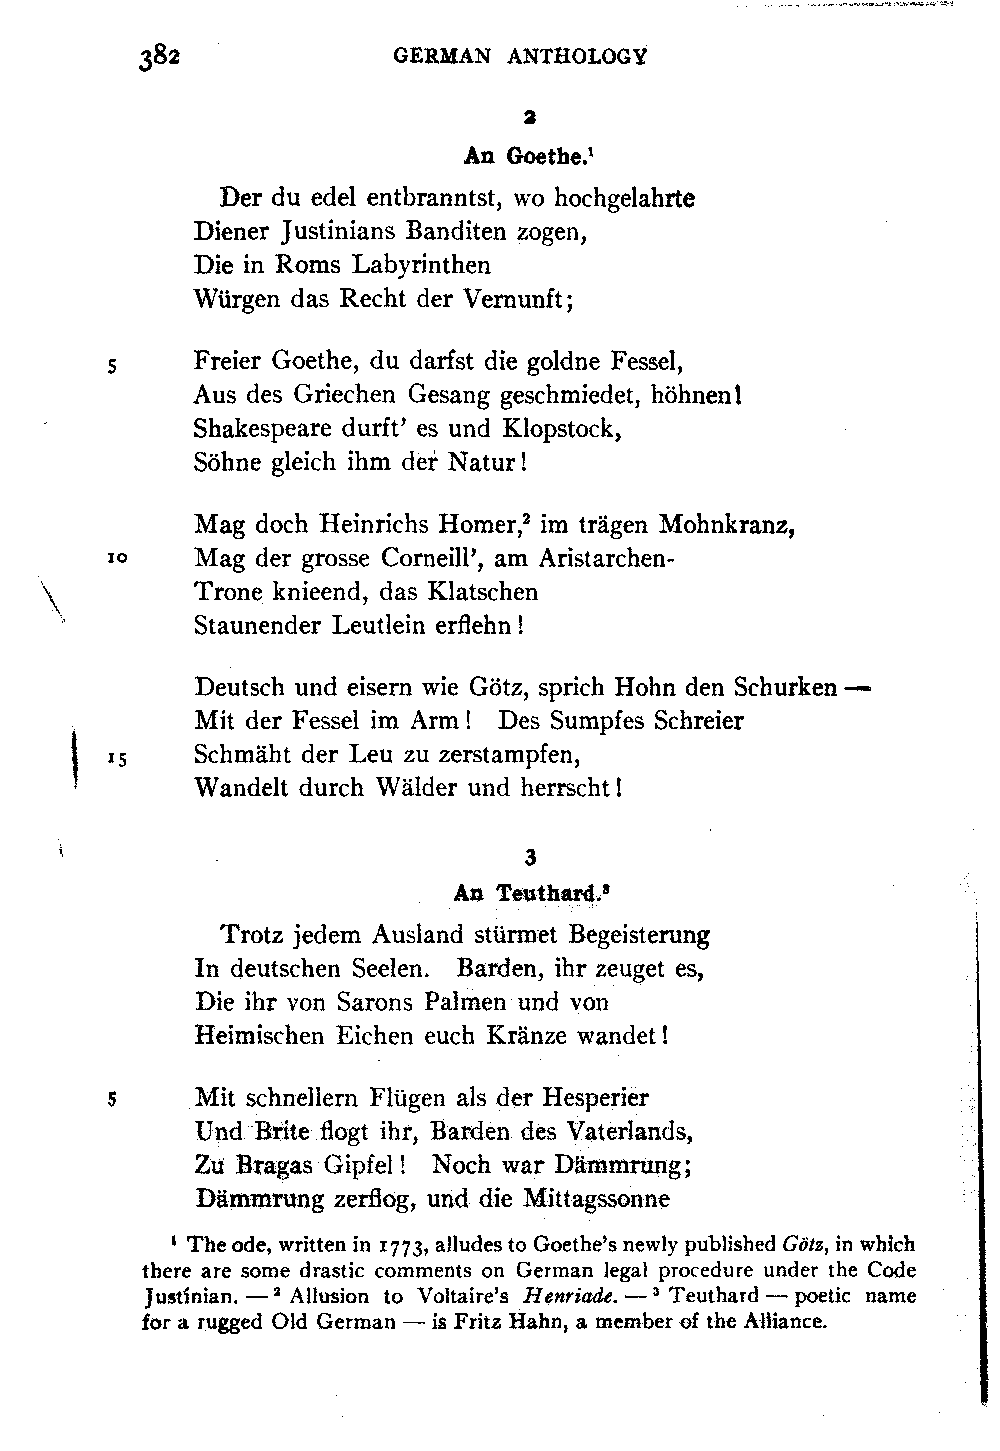 382 GERMAN ANTHOLOGY
2
An Goethe.¹
Der du edel entbranntst, wo hochgelahrte
Diener Justinians Banditen zogen,
Die in Roms Labyrinthen
Würgen das Recht der Vernunft;
5 Freier Goethe, du darfst die goldne Fessel,
Aus des Griechen Gesang geschmiedet, höhnen!
Shakespeare durft' es und Klopstock,
Söhne gleich ihm der Natur!
Mag doch Heinrichs Homer,² im trägen Mohnkranz,
10 Mag der grosse Corneill', am Aristarchen-
Trone knieend, das Klatschen
Staunender Leutlein erflehn!
Deutsch und eisern wie Götz, sprich Hohn den Schurken —
Mit der Fessel im Arm! Des Sumpfes Schreier
15 Schmäht der Leu zu zerstampfen,
Wandelt durch Wälder und herrscht!
3
An Teuthard.³
Trotz jedem Ausland stürmet Begeisterung
In deutschen Seelen. Barden, ihr zeuget es,
Die ihr von Sarons Palmen und von
Heimischen Eichen euch Kränze wandet!
5 Mit schnellern Flügen als der Hesperier
Und Brite flogt ihr, Barden des Vaterlands,
Zu Bragas Gipfel! Noch war Dämmrung;
Dämmrung zerflog, und die Mittagssonne
¹ The ode, written in 1773, alludes to Goethe's newly published Götz, in which
there are some drastic comments on German legal procedure under the Code
Justinian. — ² Allusion to Voltaire's Henriade. — ³ Teuthard — poetic name
for a rugged Old German — is Fritz Hahn, a member of the Alliance.